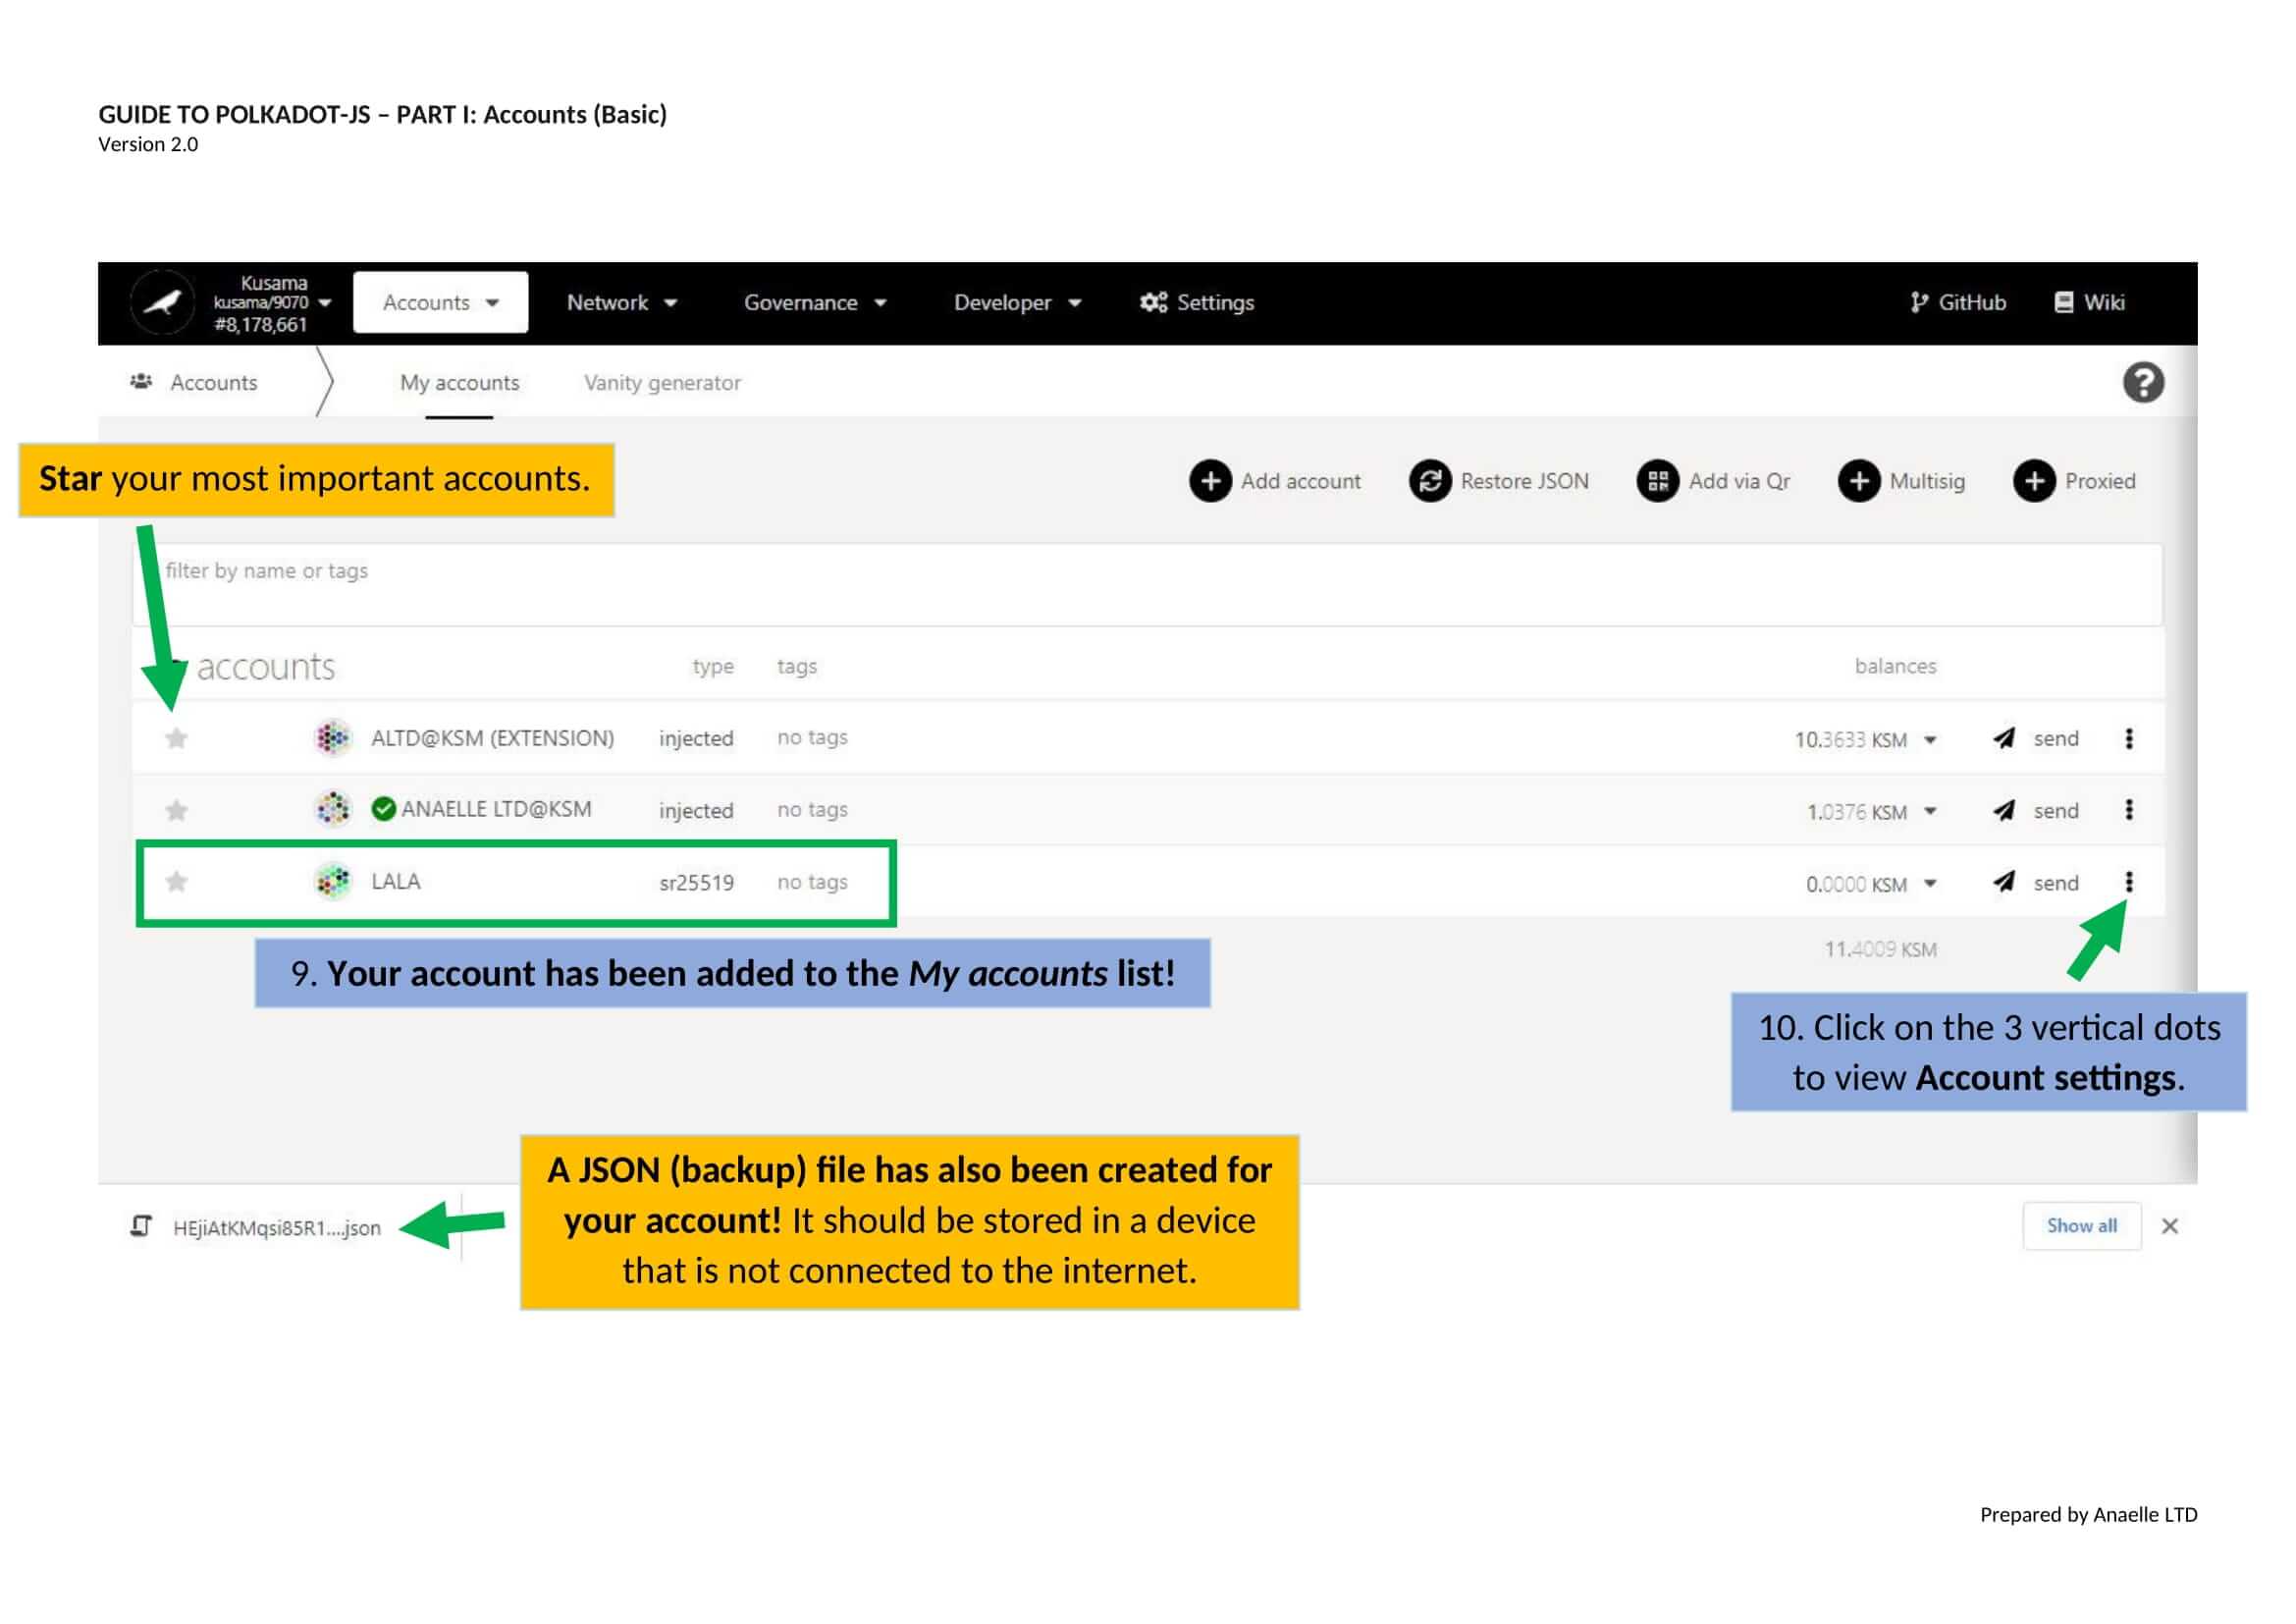 GUIDE TO POLKADOT-JS – PART I: Accounts (Basic)
Version 2.0
Kusama
kusama/9070
#8,178,661
Accounts
Network
Governance
Developer
Settings
GitHub
Wiki
Accounts
My accounts
Vanity generator
Star your most important accounts.
Add account
Restore JSON
Add via Qr
Multisig
Proxied
filter by name or tags
accounts type tags balances
ALTD@KSM (EXTENSION) injected no tags 10.3633 KSM send
ANAELLE LTD@KSM injected no tags 1.0376 KSM send
LALA sr25519 no tags 0.0000 KSM send
11.4009 KSM
9. Your account has been added to the My accounts list!
10. Click on the 3 vertical dots
to view Account settings.
A JSON (backup) file has also been created for
your account! It should be stored in a device
that is not connected to the internet.
HEjiAtKMqsi85R1....json
Show all
Prepared by Anaelle LTD